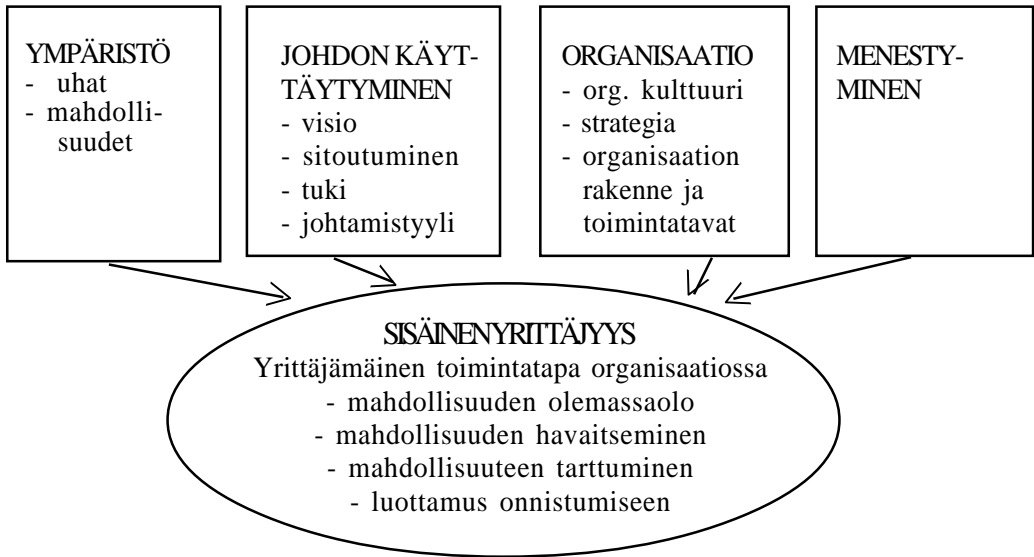 YMPÄRISTÖ
- uhat
- mahdolli-
suudet
JOHDON KÄYT-
TÄYTYMINEN
- visio
- sitoutuminen
- tuki
- johtamistyyli
ORGANISAATIO
- org. kulttuuri
- strategia
- organisaation
rakenne ja
toimintatavat
MENESTY-
MINEN
SISÄINENYRITTÄJYYS
Yrittäjämäinen toimintatapa organisaatiossa
- mahdollisuuden olemassaolo
- mahdollisuuden havaitseminen
- mahdollisuuteen tarttuminen
- luottamus onnistumiseen